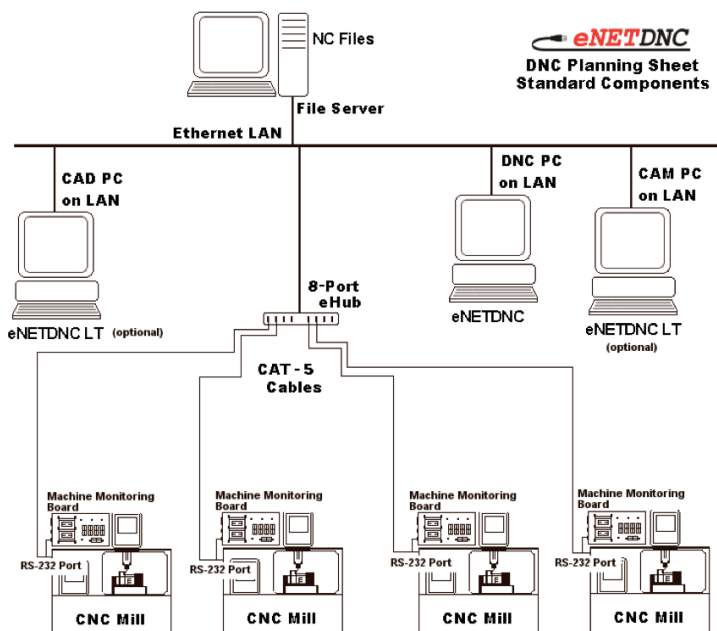 NC Files
eNETDNC
DNC Planning Sheet
Standard Components
File Server
Ethernet LAN
CAD PC
on LAN
DNC PC
on LAN
CAM PC
on LAN
8-Port
eHub
eNETDNC LT (optional)
eNETDNC
eNETDNC LT
(optional)
CAT-5
Cables
Machine Monitoring
Board
RS-232 Port
CNC Mill
Machine Monitoring
Board
RS-232 Port
CNC Mill
Machine Monitoring
Board
RS-232 Port
CNC Mill
Machine Monitoring
Board
RS-232 Port
CNC Mill